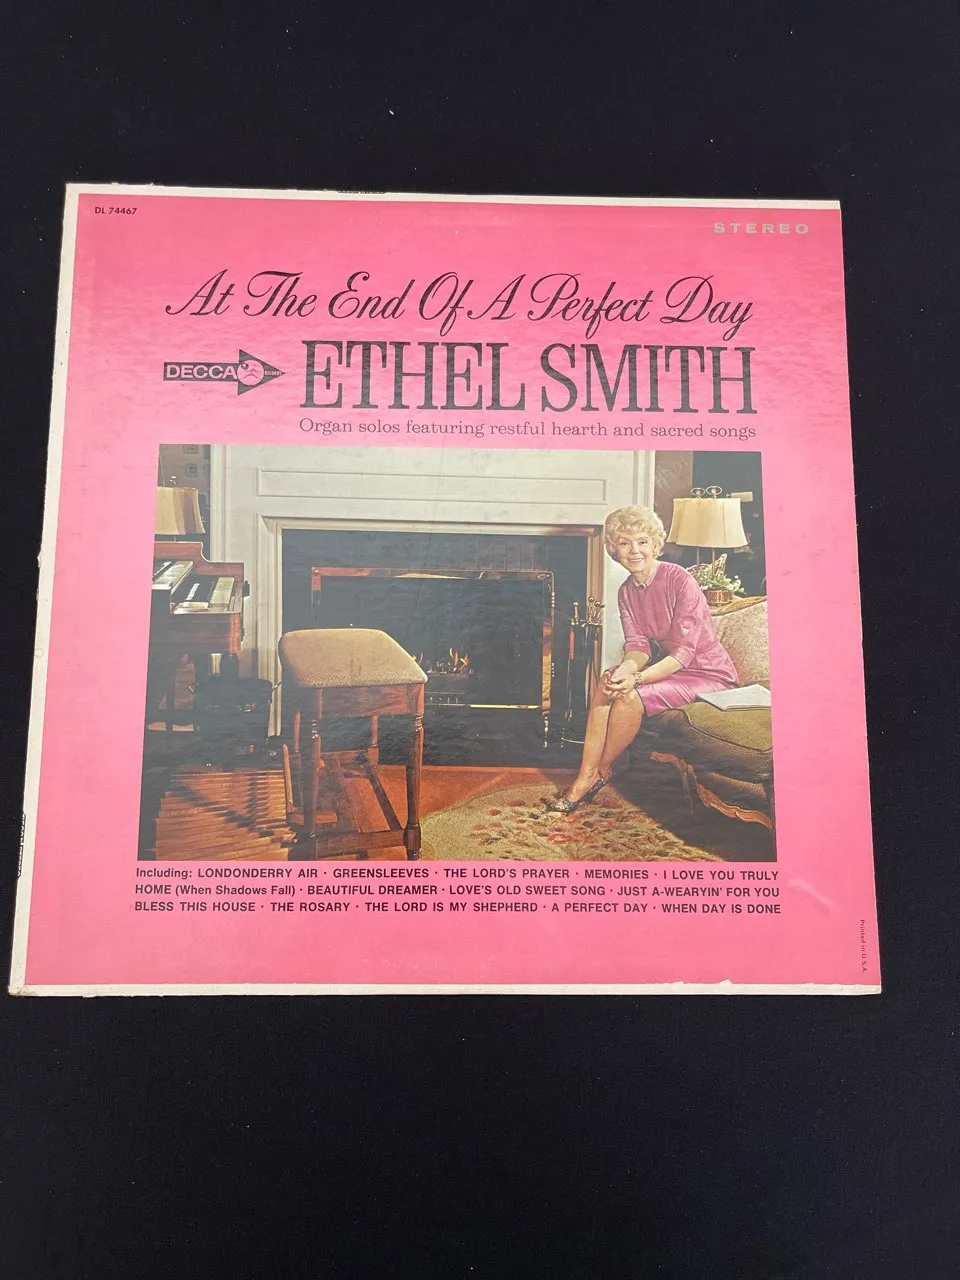 DL 74467
STEREO
At The End Of A Perfect Day
DECCA RECORDS
ETHEL SMITH
Organ solos featuring restful hearth and sacred songs
Including: LONDONDERRY AIR · GREENSLEEVES · THE LORD'S PRAYER · MEMORIES · I LOVE YOU TRULY
HOME (When Shadows Fall) · BEAUTIFUL DREAMER · LOVE'S OLD SWEET SONG · JUST A-WEARYIN' FOR YOU
BLESS THIS HOUSE · THE ROSARY · THE LORD IS MY SHEPHERD · A PERFECT DAY · WHEN DAY IS DONE
Printed in U.S.A.